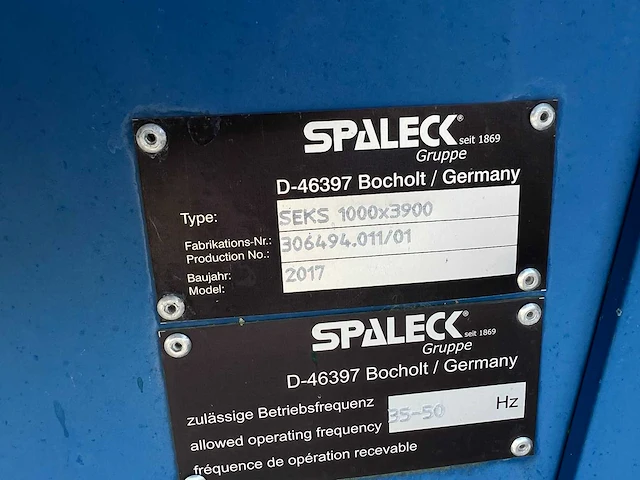 SPALECK® seit 1869
Gruppe
D-46397 Bocholt / Germany
Type: SEKS 1000x3900
Fabrikations-Nr.:
Production No.: 306494.011/01
Baujahr:
Model: 2017
SPALECK® seit 1869
Gruppe
D-46397 Bocholt / Germany
zulässige Betriebsfrequenz
allowed operating frequency 35-50 Hz
fréquence de opération recevable